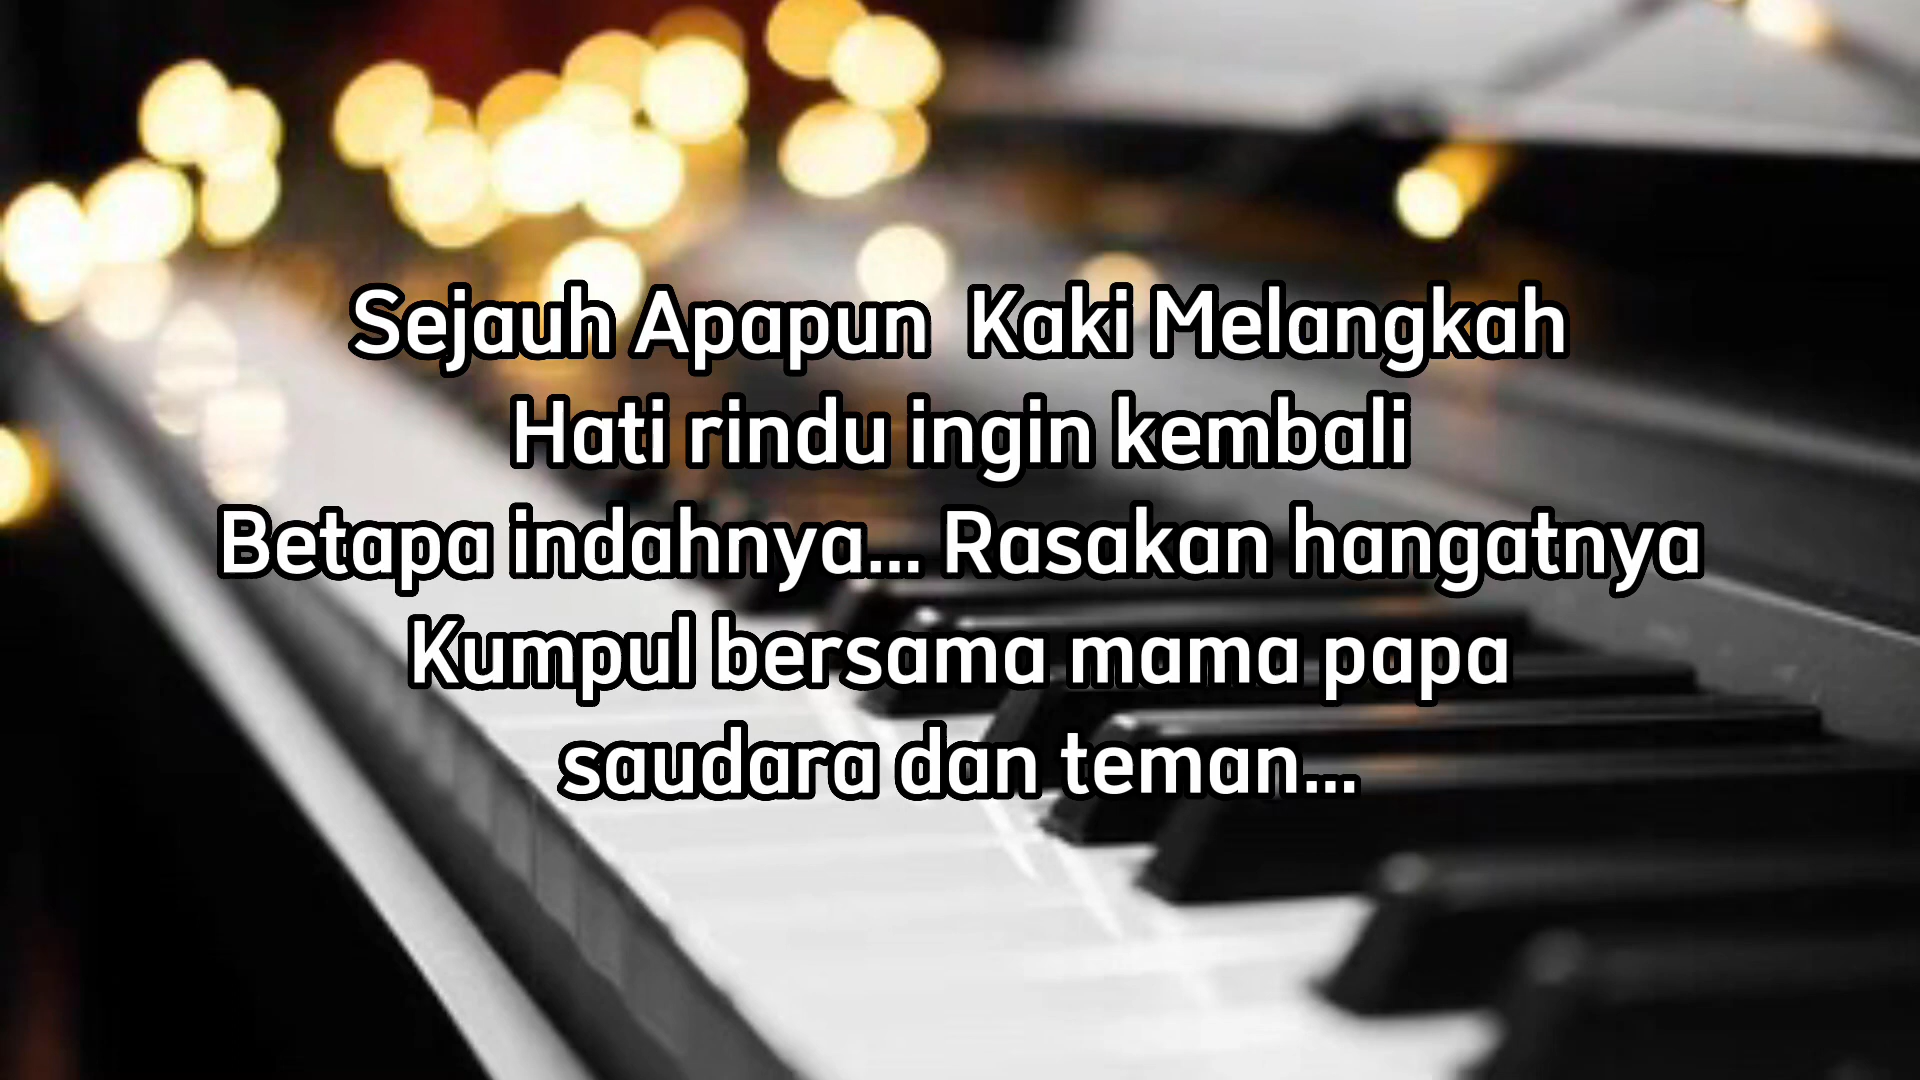 Sejauh Apapun  Kaki Melangkah
Hati rindu ingin kembali
Betapa indahnya... Rasakan hangatnya
Kumpul bersama mama papa
saudara dan teman...